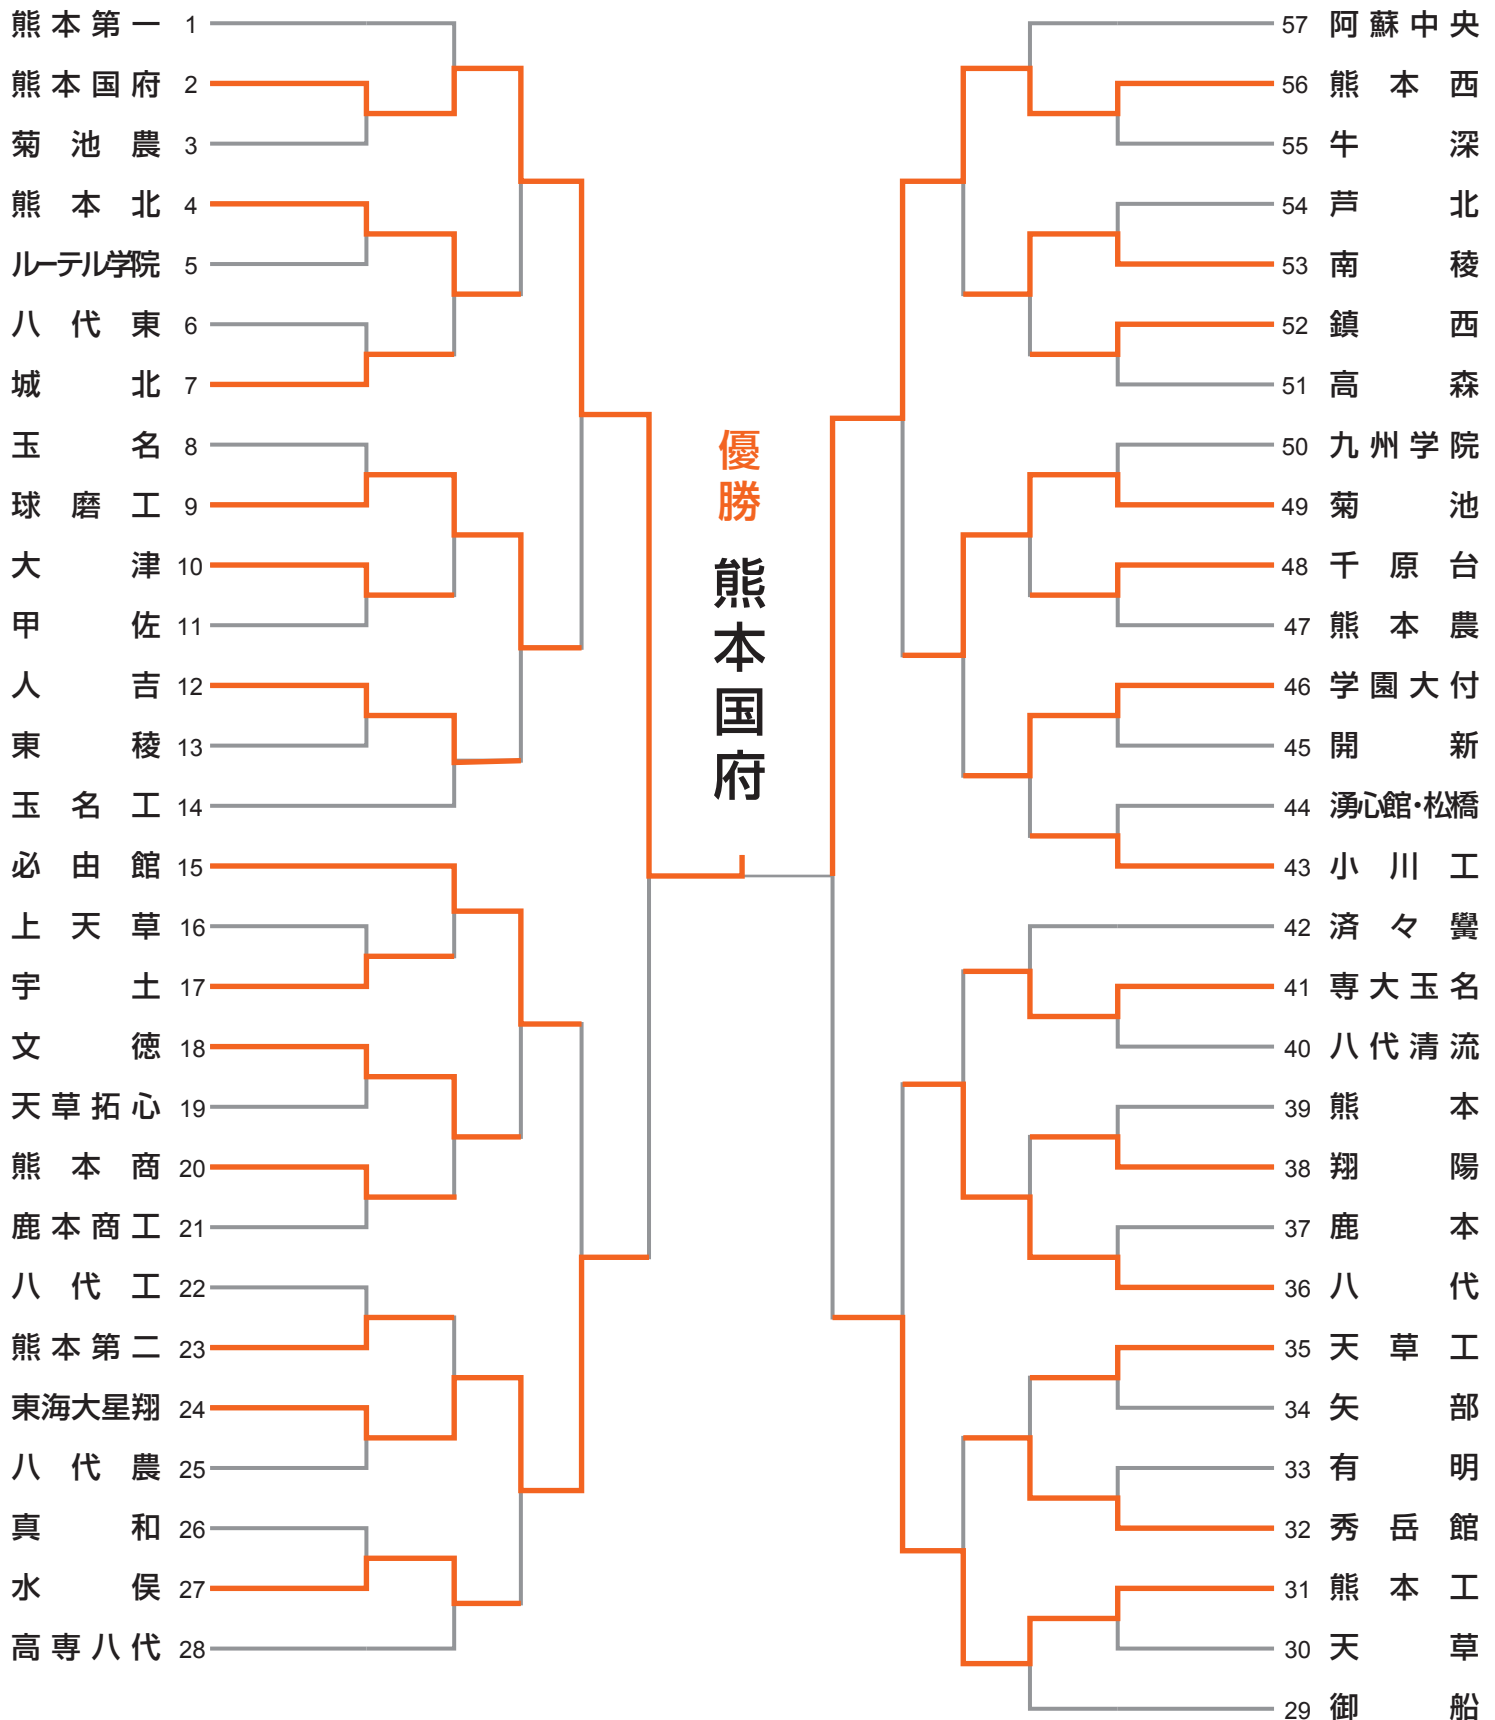 熊本第一 1
熊本国府 2
菊池農 3
熊本北 4
ルーテル学院 5
八代東 6
城北 7
玉名 8
球磨工 9
大津 10
甲佐 11
人吉 12
東稜 13
玉名工 14
必由館 15
上天草 16
宇土 17
文徳 18
天草拓心 19
熊本商 20
鹿本商工 21
八代工 22
熊本第二 23
東海大星翔 24
八代農 25
真和 26
水俣 27
高専八代 28
優勝
熊本国府
57 阿蘇中央
56 熊本西
55 牛深
54 芦北
53 南稜
52 鎮西
51 高森
50 九州学院
49 菊池
48 千原台
47 熊本農
46 学園大付
45 開新
44 湧心館・松橋
43 小川工
42 済々黌
41 専大玉名
40 八代清流
39 熊本
38 翔陽
37 鹿本
36 八代
35 天草工
34 矢部
33 有明
32 秀岳館
31 熊本工
30 天草
29 御船